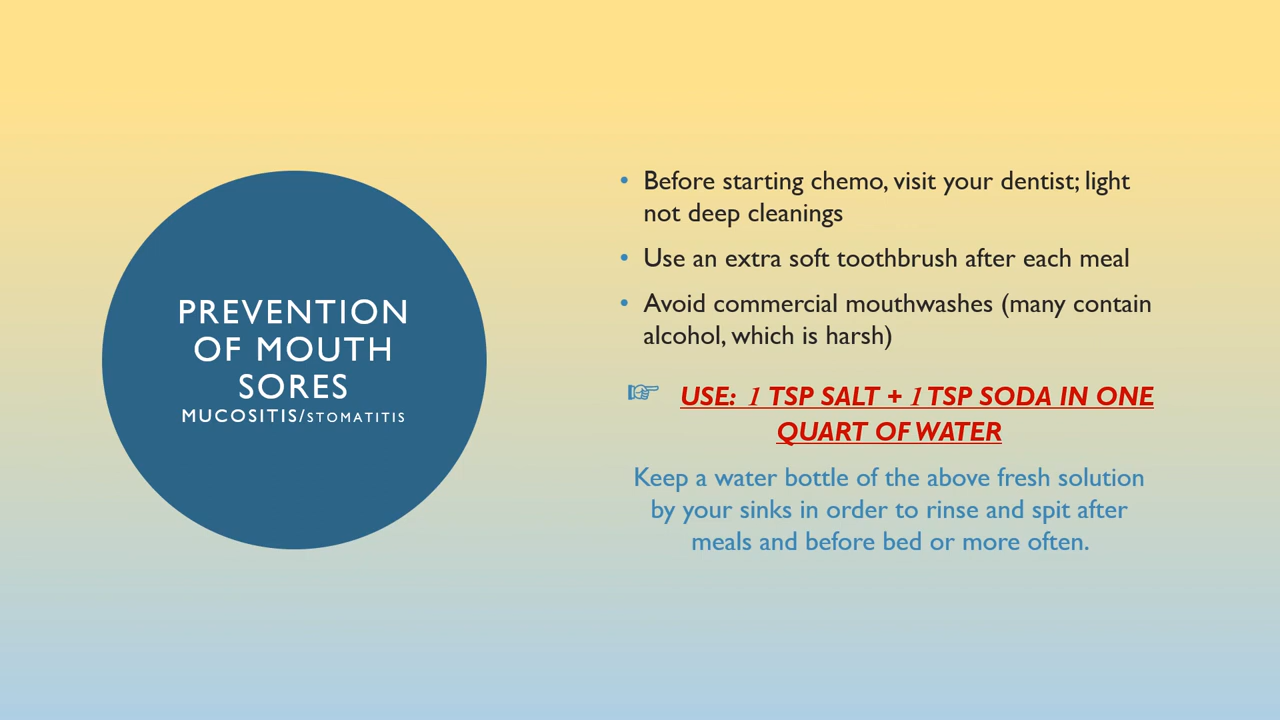 PREVENTION
OF MOUTH
SORES
MUCOSITIS/STOMATITIS
• Before starting chemo, visit your dentist; light
not deep cleanings
• Use an extra soft toothbrush after each meal
• Avoid commercial mouthwashes (many contain
alcohol, which is harsh)
☞ USE: 1 TSP SALT + 1 TSP SODA IN ONE
QUART OF WATER
Keep a water bottle of the above fresh solution
by your sinks in order to rinse and spit after
meals and before bed or more often.